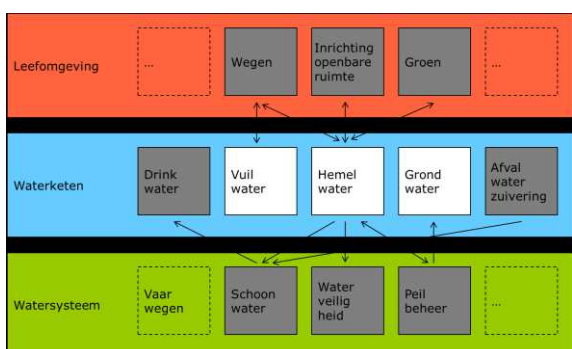 Leefomgeving
...
Wegen
Inrichting
openbare
ruimte
Groen
...
Waterketen
Drink
water
Vuil
water
Hemel
water
Grond
water
Afval
water
zuivering
Watersysteem
Vaar
wegen
Schoon
water
Water
veilig
heid
Peil
beheer
...